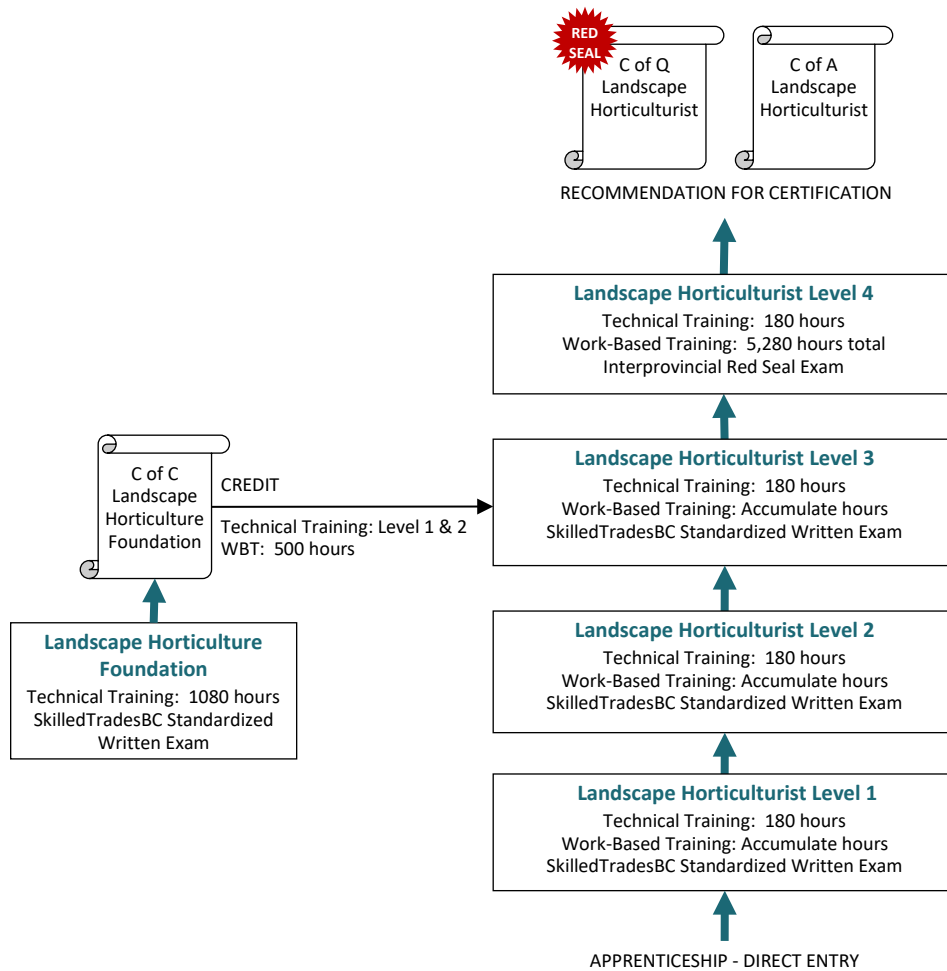 RED
SEAL
C of Q
Landscape
Horticulturist
C of A
Landscape
Horticulturist
RECOMMENDATION FOR CERTIFICATION
Landscape Horticulturist Level 4
Technical Training:  180 hours
Work-Based Training:  5,280 hours total
Interprovincial Red Seal Exam
C of C
Landscape
Horticulture
Foundation
CREDIT
Technical Training: Level 1 & 2
WBT:  500 hours
Landscape Horticulturist Level 3
Technical Training:  180 hours
Work-Based Training: Accumulate hours
SkilledTradesBC Standardized Written Exam
Landscape Horticulture
Foundation
Technical Training:  1080 hours
SkilledTradesBC Standardized
Written Exam
Landscape Horticulturist Level 2
Technical Training:  180 hours
Work-Based Training: Accumulate hours
SkilledTradesBC Standardized Written Exam
Landscape Horticulturist Level 1
Technical Training:  180 hours
Work-Based Training: Accumulate hours
SkilledTradesBC Standardized Written Exam
APPRENTICESHIP - DIRECT ENTRY